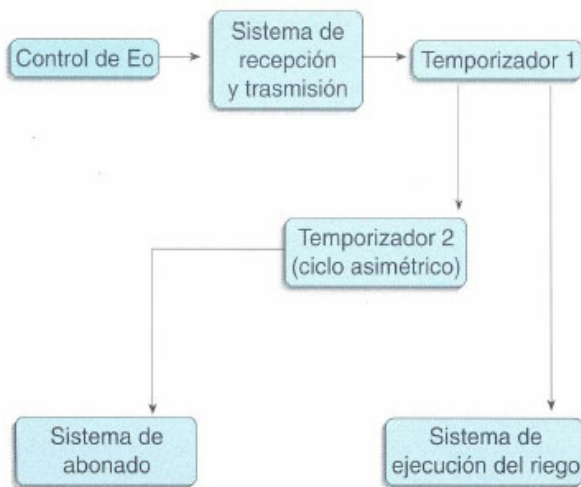 Control de Eo
Sistema de
recepción
y trasmisión
Temporizador 1
Temporizador 2
(ciclo asimétrico)
Sistema de
abonado
Sistema de
ejecución del riego